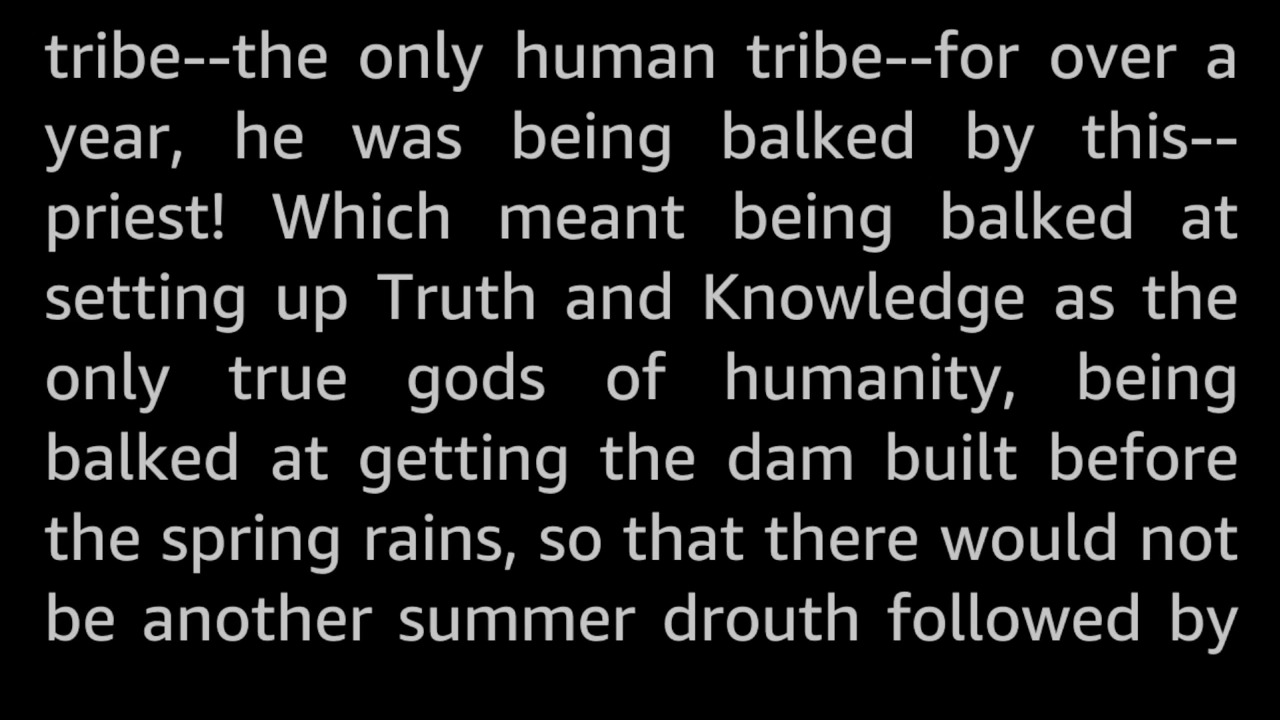 tribe--the only human tribe--for over a
year, he was being balked by this--
priest! Which meant being balked at
setting up Truth and Knowledge as the
only true gods of humanity, being
balked at getting the dam built before
the spring rains, so that there would not
be another summer drouth followed by